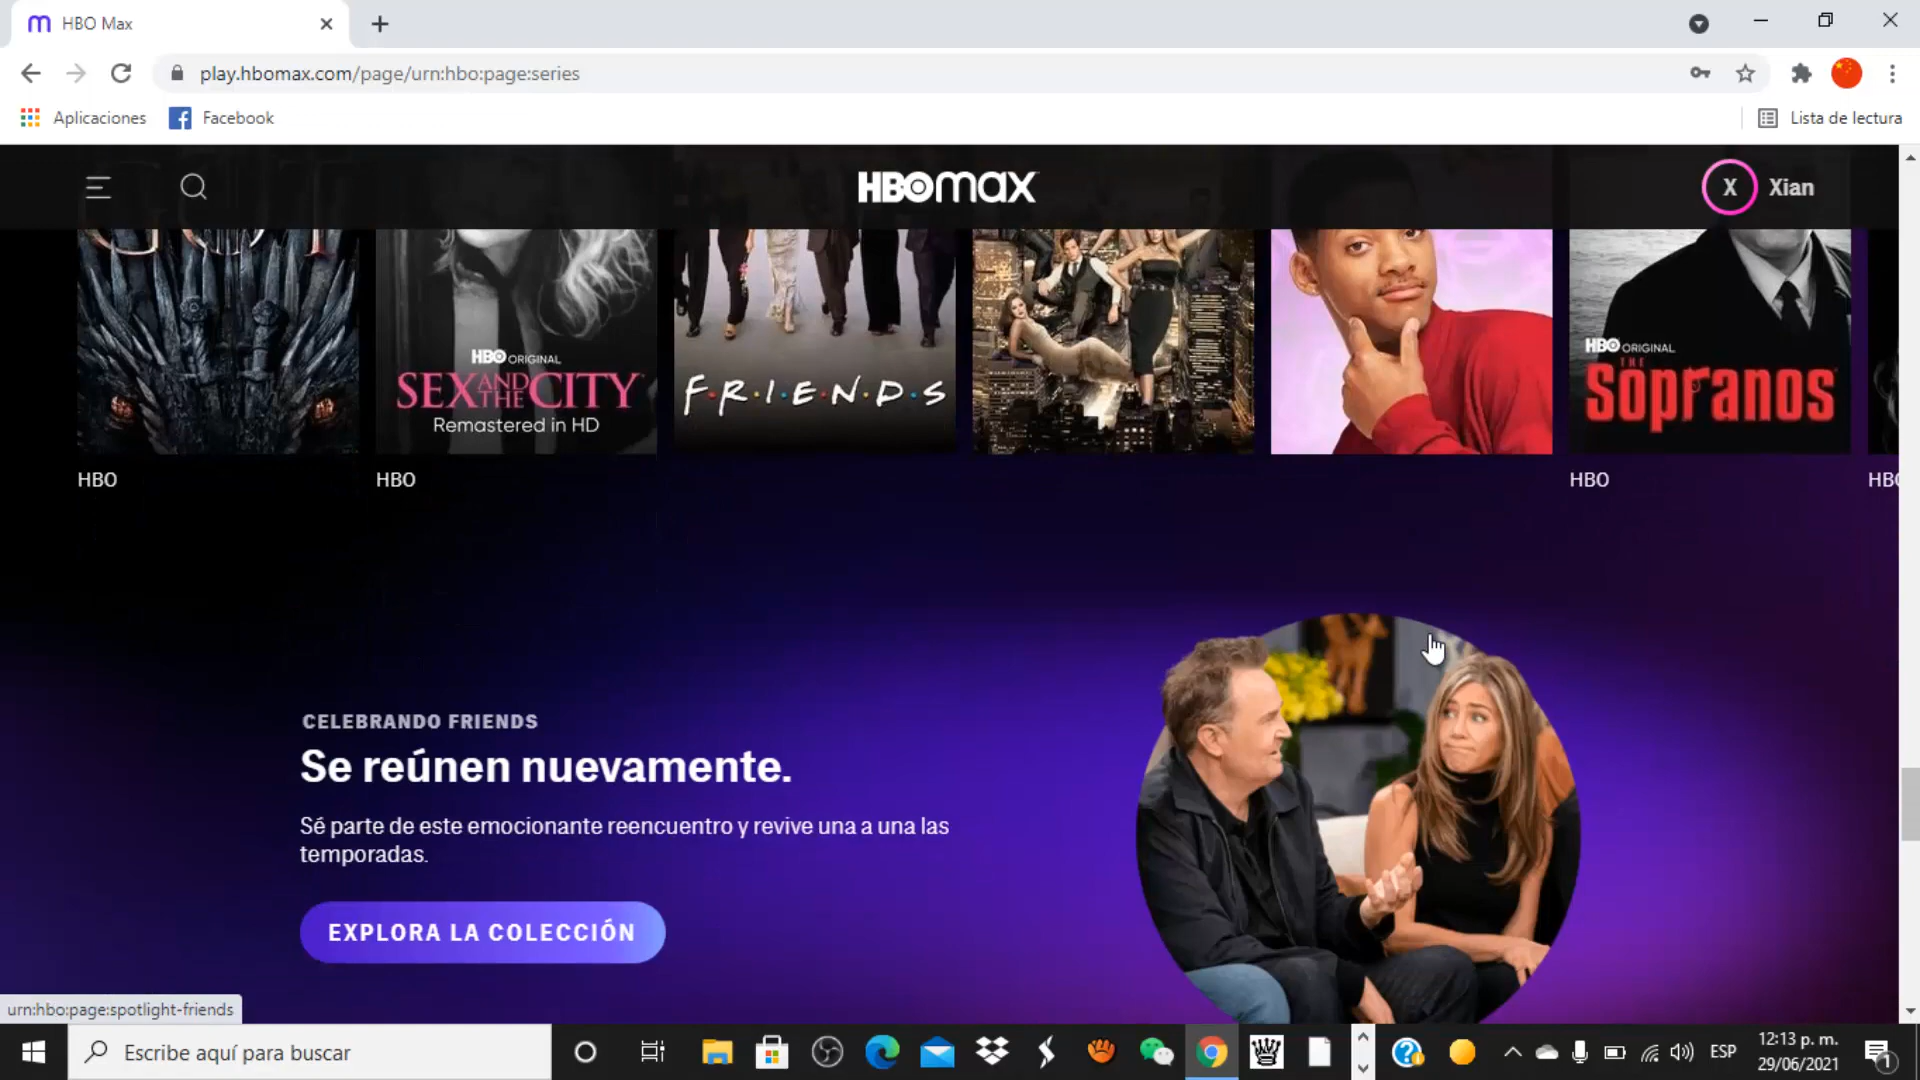 HBO Max
play.hbomax.com/page/urn:hbo:page:series
Aplicaciones
Facebook
Lista de lectura
HBOmax
X
Xian
HBO ORIGINAL
SEX AND THE CITY
Remastered in HD
F·R·I·E·N·D·S
HBO ORIGINAL
THE
Sopranos
HBO
HBO
HBO
HBO
CELEBRANDO FRIENDS
Se reúnen nuevamente.
Sé parte de este emocionante reencuentro y revive una a una las
temporadas.
EXPLORA LA COLECCIÓN
urn:hbo:page:spotlight-friends
Escribe aquí para buscar
ESP
12:13 p. m.
29/06/2021
1